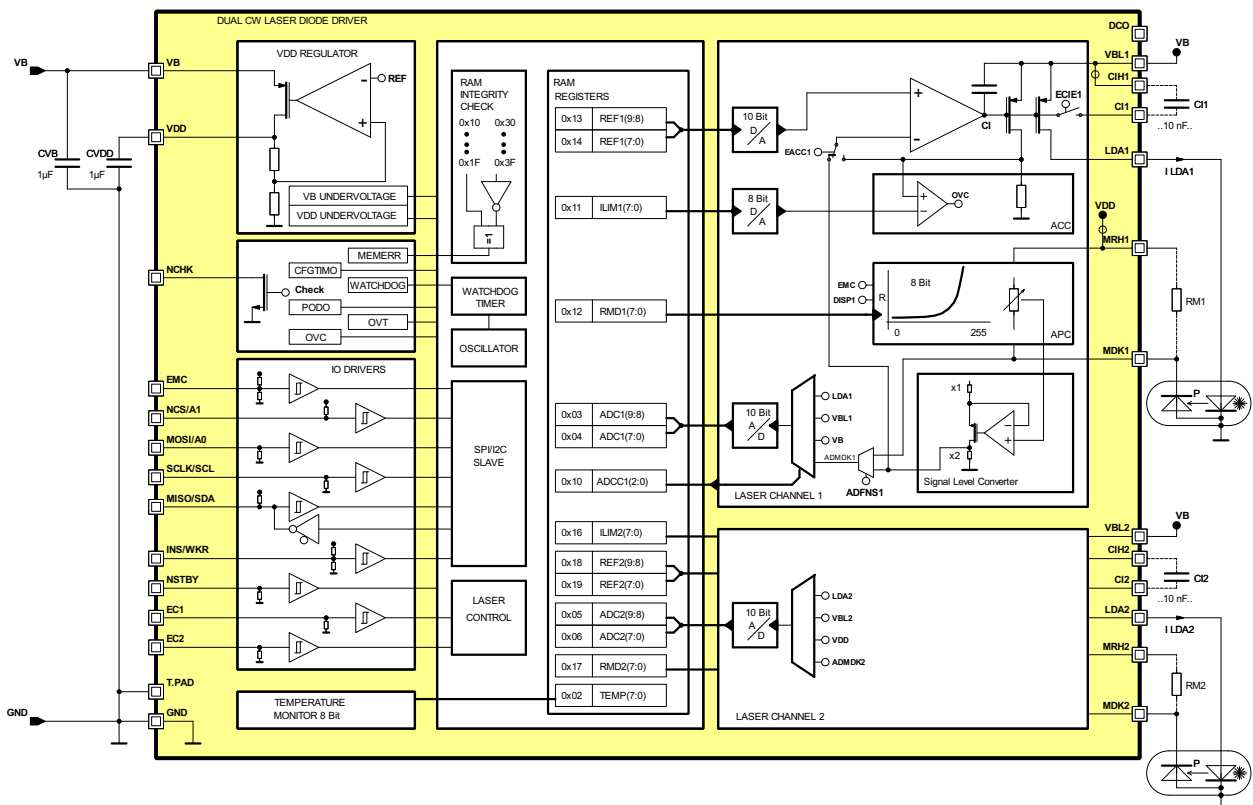 DUAL CW LASER DIODE DRIVER
DCO
VB
VB
VDD
CVB
1µF
CVDD
1µF
NCHK
EMC
NCS/A1
MOSI/A0
SCLK/SCL
MISO/SDA
INS/WKR
NSTBY
EC1
EC2
T.PAD
GND
GND
VDD REGULATOR
REF
-
+
VB UNDERVOLTAGE
VDD UNDERVOLTAGE
MEMERR
CFGTIMO
WATCHDOG
Check
PODO
OVT
OVC
IO DRIVERS
TEMPERATURE
MONITOR 8 Bit
RAM
INTEGRITY
CHECK
0x10 0x30
0x1F 0x3F
=1
WATCHDOG
TIMER
OSCILLATOR
SPI/I2C
SLAVE
LASER
CONTROL
RAM
REGISTERS
0x13 REF1(9:8)
0x14 REF1(7:0)
0x11 ILIM1(7:0)
0x12 RMD1(7:0)
0x03 ADC1(9:8)
0x04 ADC1(7:0)
0x10 ADCC1(2:0)
0x16 ILIM2(7:0)
0x18 REF2(9:8)
0x19 REF2(7:0)
0x05 ADC2(9:8)
0x06 ADC2(7:0)
0x17 RMD2(7:0)
0x02 TEMP(7:0)
10 Bit
D
/
A
8 Bit
D
/
A
+
-
CI
ECIE1
EACC1
+
-
OVC
ACC
EMC
DISP1
R
8 Bit
0 255
APC
10 Bit
A
/
D
LDA1
VBL1
VB
ADMDK1
ADFNS1
x1
-
+
x2
Signal Level Converter
LASER CHANNEL 1
10 Bit
A
/
D
LDA2
VBL2
VDD
ADMDK2
LASER CHANNEL 2
VBL1
VB
CIH1
CI1
CI1
..10 nF..
LDA1
I LDA1
VDD
MRH1
RM1
MDK1
P
VBL2
VB
CIH2
CI2
CI2
..10 nF..
LDA2
I LDA2
MRH2
RM2
MDK2
P